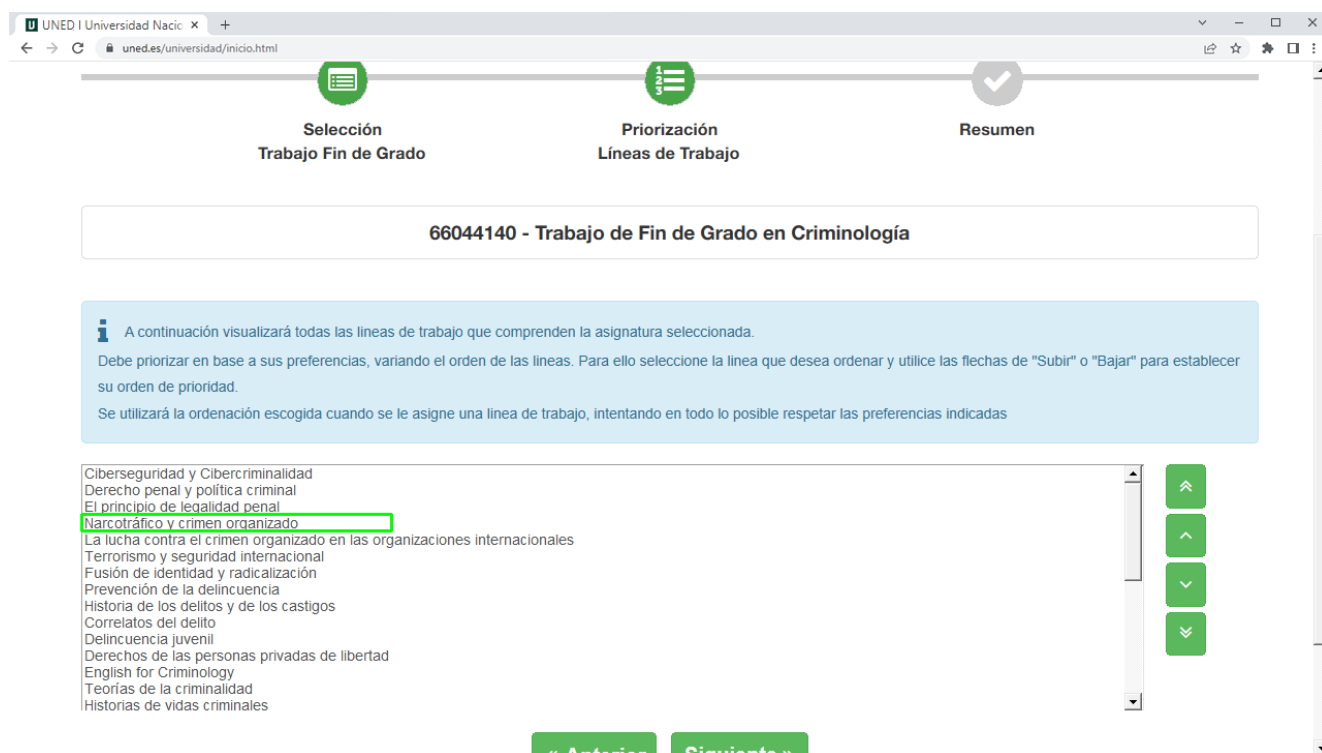 UNED I Universidad Nacio
uned.es/universidad/inicio.html
1
2
3
Selección
Trabajo Fin de Grado
Priorización
Líneas de Trabajo
Resumen
66044140 - Trabajo de Fin de Grado en Criminología
A continuación visualizará todas las lineas de trabajo que comprenden la asignatura seleccionada.
Debe priorizar en base a sus preferencias, variando el orden de las lineas. Para ello seleccione la linea que desea ordenar y utilice las flechas de "Subir" o "Bajar" para establecer
su orden de prioridad.
Se utilizará la ordenación escogida cuando se le asigne una linea de trabajo, intentando en todo lo posible respetar las preferencias indicadas
Ciberseguridad y Cibercriminalidad
Derecho penal y política criminal
El principio de legalidad penal
Narcotráfico y crimen organizado
La lucha contra el crimen organizado en las organizaciones internacionales
Terrorismo y seguridad internacional
Fusión de identidad y radicalización
Prevención de la delincuencia
Historia de los delitos y de los castigos
Correlatos del delito
Delincuencia juvenil
Derechos de las personas privadas de libertad
English for Criminology
Teorías de la criminalidad
Historias de vidas criminales
« Anterior
Siguiente »